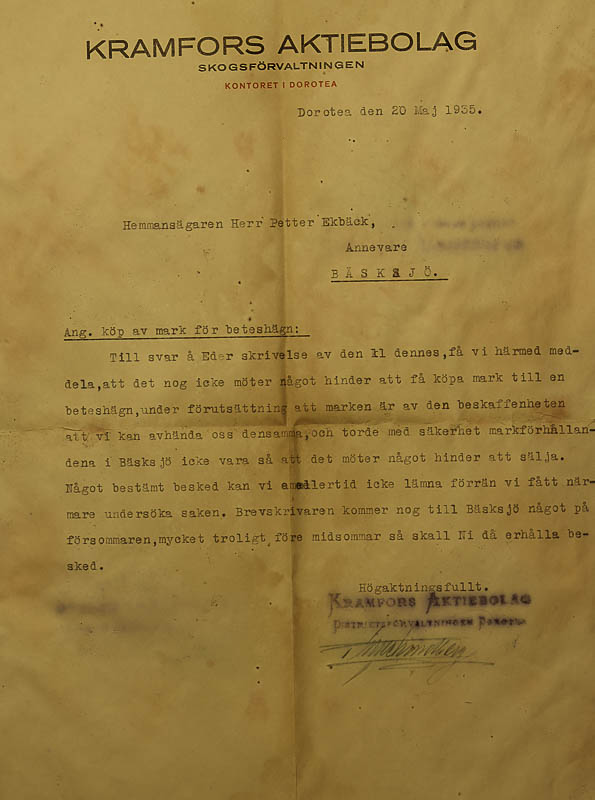 KRAMFORS AKTIEBOLAG
SKOGSFÖRVALTNINGEN
KONTORET I DOROTEA
Dorotea den 20 Maj 1935.
Hemmansägaren Herr Petter Ekbäck,
Annevare
BÄSKSJÖ.
Ang. köp av mark för beteshägn:
Till svar å Eder skrivelse av den 11 dennes,få vi härmed med-
dela,att det nog icke möter något hinder att få köpa mark till en
beteshägn,under förutsättning att marken är av den beskaffenheten
att vi kan avhända oss densamma,och torde med säkerhet markförhållan-
dena i Bäsksjö icke vara så att det möter något hinder att sälja.
Något bestämt besked kan vi emellertid icke lämna förrän vi fått när-
mare undersöka saken. Brevskrivaren kommer nog till Bäsksjö något på
försommaren,mycket troligt före midsommar så skall Ni då erhålla be-
sked.
Högaktningsfullt.
KRAMFORS AKTIEBOLAG
DISTRIKTSFÖRVALTNINGEN DOROTEA